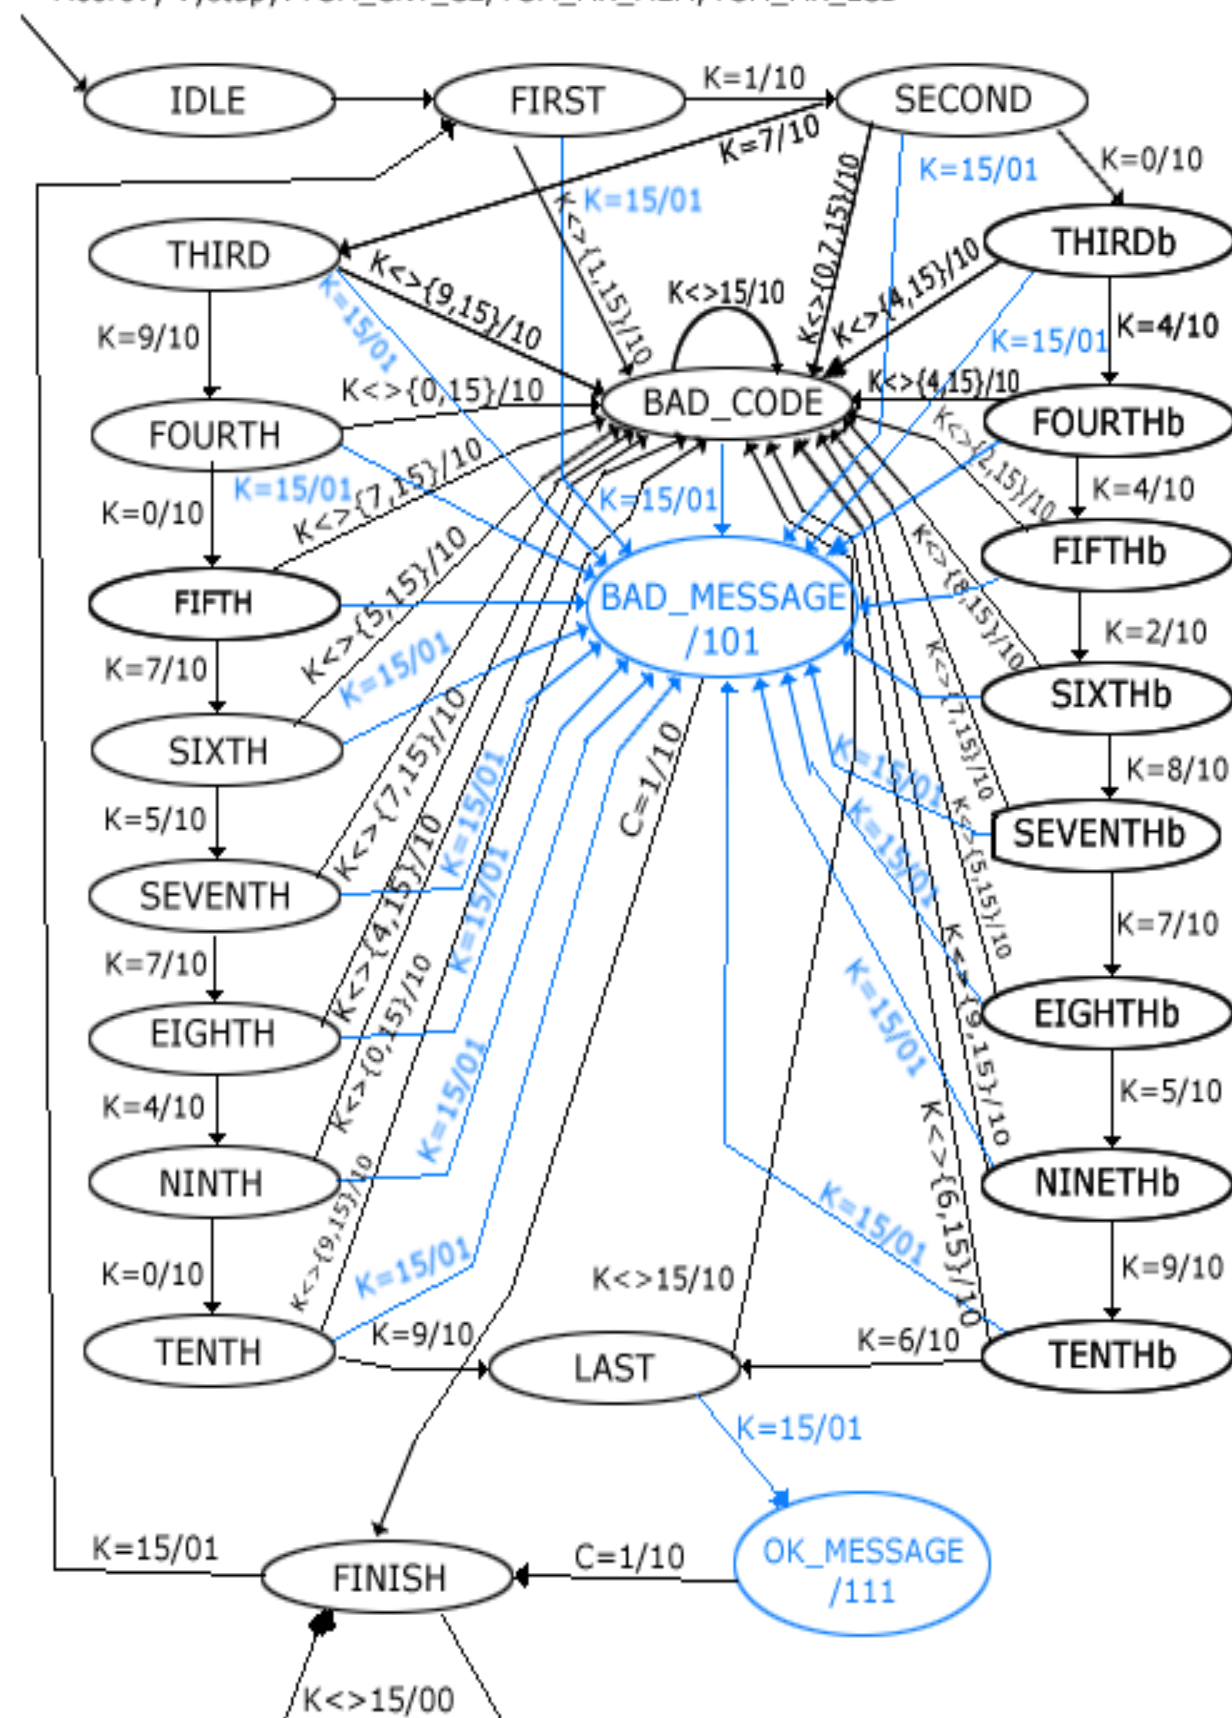 IDLE
FIRST
K=1/10
SECOND
K=7/10
K=0/10
K=15/01
K=15/01
K<>{1,15}/10
K<>{0,7,15}/10
THIRD
THIRDb
K<>{9,15}/10
K=15/01
K<>15/10
K<>{4,15}/10
K=15/01
K=9/10
K=4/10
K<>{0,15}/10
BAD_CODE
K<>{4,15}/10
FOURTH
FOURTHb
K=15/01
K<>{7,15}/10
K=15/01
K<>{2,15}/10
K=0/10
K=4/10
FIFTH
K<>{5,15}/10
BAD_MESSAGE
/101
K<>{8,15}/10
FIFTHb
K=7/10
K=15/01
K=2/10
SIXTH
K<>{7,15}/10
C=1/10
K<>{7,15}/10
SIXTHb
K=5/10
K=15/01
K=15/01
K=8/10
SEVENTH
K<>{4,15}/10
K=15/01
K=15/01
K<>{5,15}/10
SEVENTHb
K=7/10
K=7/10
EIGHTH
K<>{0,15}/10
K=15/01
K=15/01
K<>{9,15}/10
EIGHTHb
K=4/10
K=5/10
NINTH
K<>{9,15}/10
K=15/01
K=15/01
K<>{6,15}/10
NINETHb
K=0/10
K<>15/10
K=9/10
TENTH
K=9/10
LAST
K=6/10
TENTHb
K=15/01
K=15/01
FINISH
C=1/10
OK_MESSAGE
/111
K<>15/00